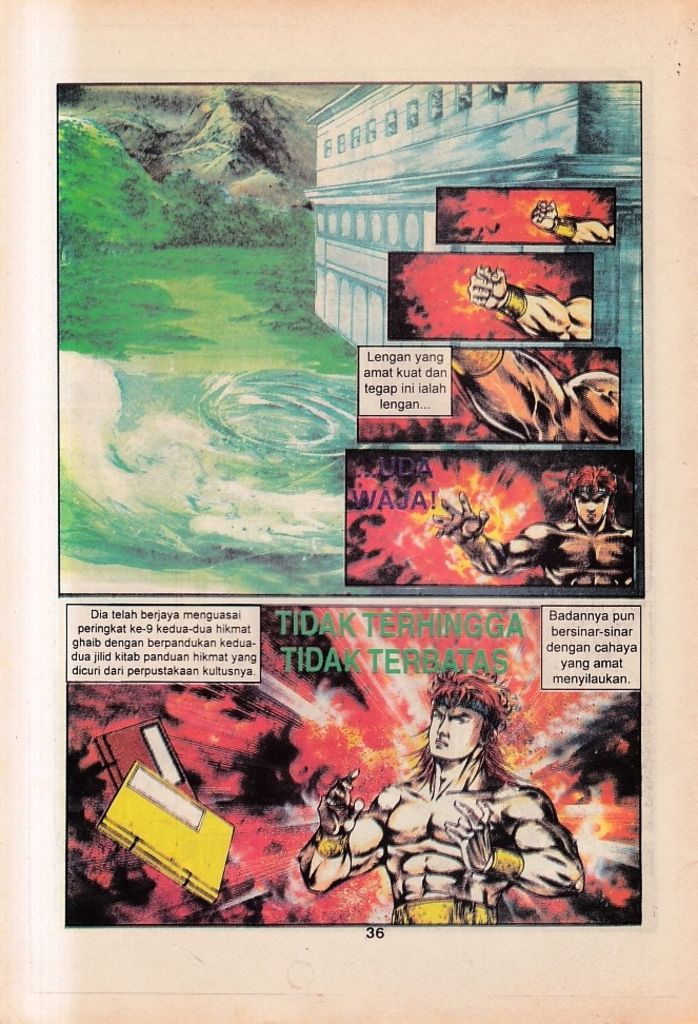 Lengan yang
amat kuat dan
tegap ini ialah
lengan...
...UDA
WAJA!
Dia telah berjaya menguasai
peringkat ke-9 kedua-dua hikmat
ghaib dengan berpandukan kedua-
dua jilid kitab panduan hikmat yang
dicuri dari perpustakaan kultusnya.
TIDAK TERHINGGA
TIDAK TERBATAS
Badannya pun
bersinar-sinar
dengan cahaya
yang amat
menyilaukan.
36